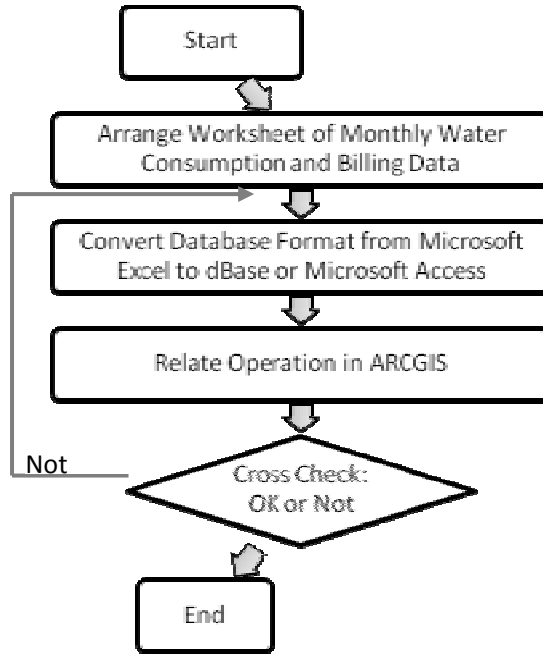 Start
Arrange Worksheet of Monthly Water
Consumption and Billing Data
Convert Database Format from Microsoft
Excel to dBase or Microsoft Access
Relate Operation in ARCGIS
Not
Cross Check:
OK or Not
End